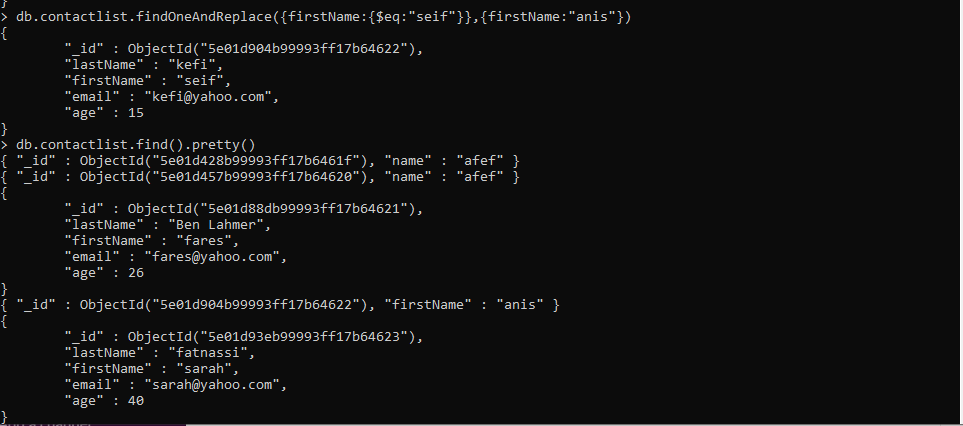 }
> db.contactlist.findOneAndReplace({firstName:{$eq:"seif"}},{firstName:"anis"})
{
        "_id" : ObjectId("5e01d904b99993ff17b64622"),
        "lastName" : "kefi",
        "firstName" : "seif",
        "email" : "kefi@yahoo.com",
        "age" : 15
}
> db.contactlist.find().pretty()
{ "_id" : ObjectId("5e01d428b99993ff17b6461f"), "name" : "afef" }
{ "_id" : ObjectId("5e01d457b99993ff17b64620"), "name" : "afef" }
{
        "_id" : ObjectId("5e01d88db99993ff17b64621"),
        "lastName" : "Ben Lahmer",
        "firstName" : "fares",
        "email" : "fares@yahoo.com",
        "age" : 26
}
{ "_id" : ObjectId("5e01d904b99993ff17b64622"), "firstName" : "anis" }
{
        "_id" : ObjectId("5e01d93eb99993ff17b64623"),
        "lastName" : "fatnassi",
        "firstName" : "sarah",
        "email" : "sarah@yahoo.com",
        "age" : 40
}